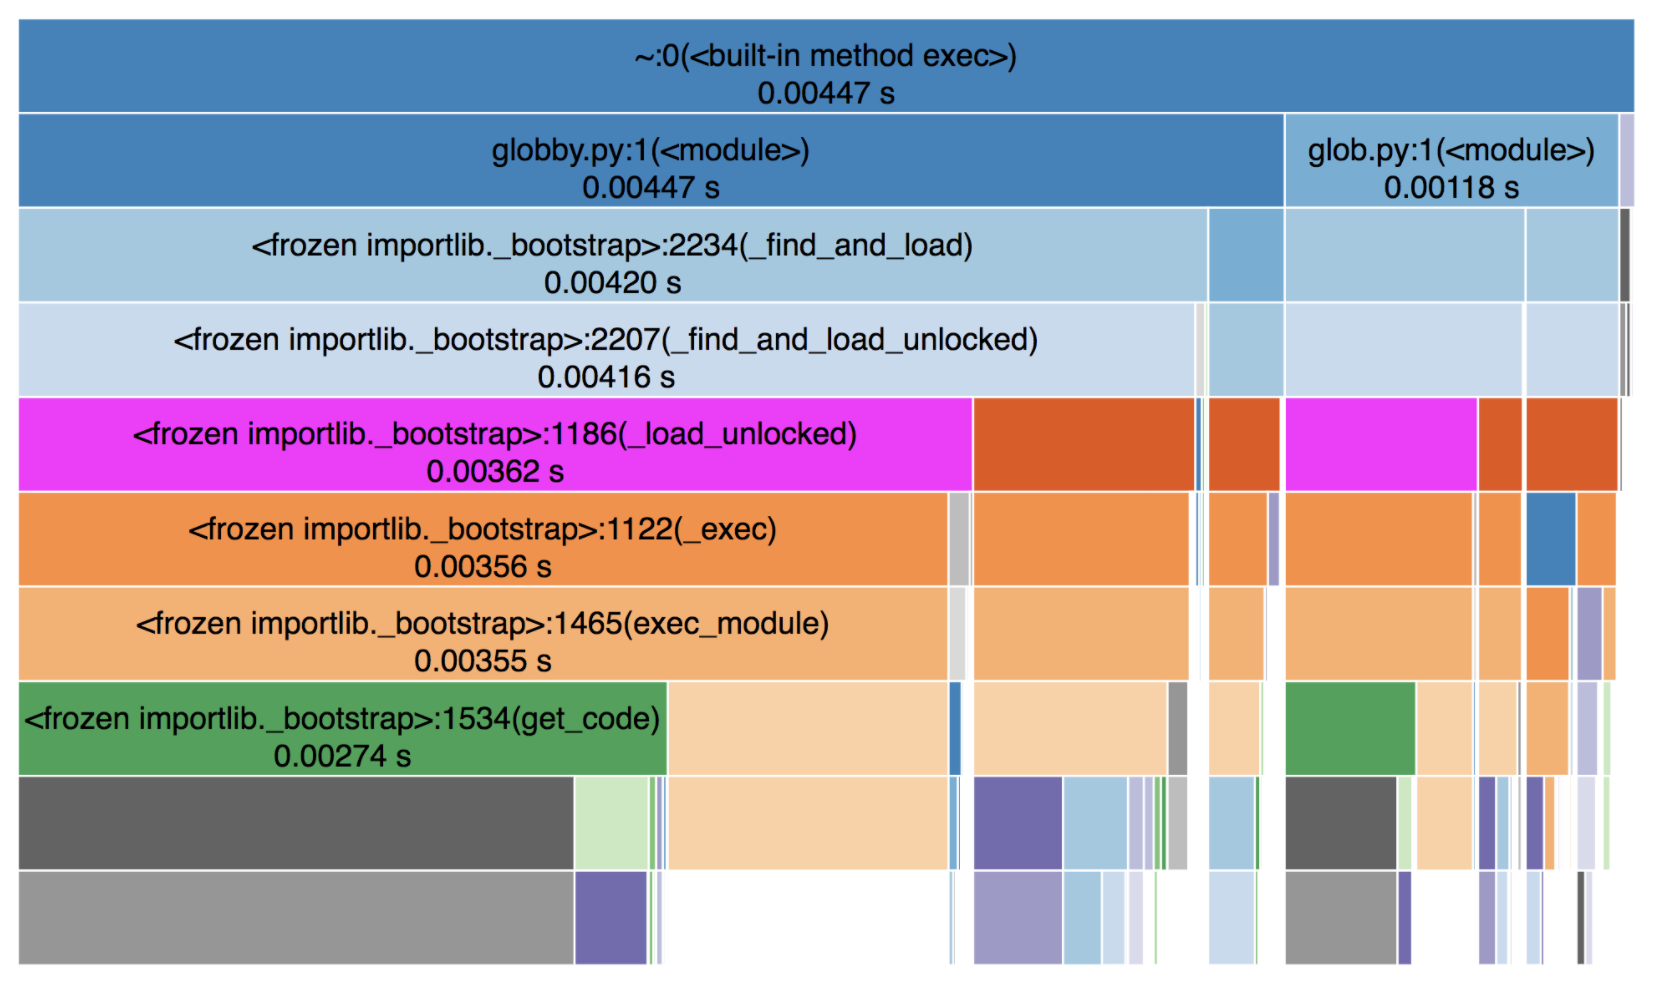 ~:0(<built-in method exec>)
0.00447 s
globby.py:1(<module>)
0.00447 s
glob.py:1(<module>)
0.00118 s
<frozen importlib._bootstrap>:2234(_find_and_load)
0.00420 s
<frozen importlib._bootstrap>:2207(_find_and_load_unlocked)
0.00416 s
<frozen importlib._bootstrap>:1186(_load_unlocked)
0.00362 s
<frozen importlib._bootstrap>:1122(_exec)
0.00356 s
<frozen importlib._bootstrap>:1465(exec_module)
0.00355 s
<frozen importlib._bootstrap>:1534(get_code)
0.00274 s